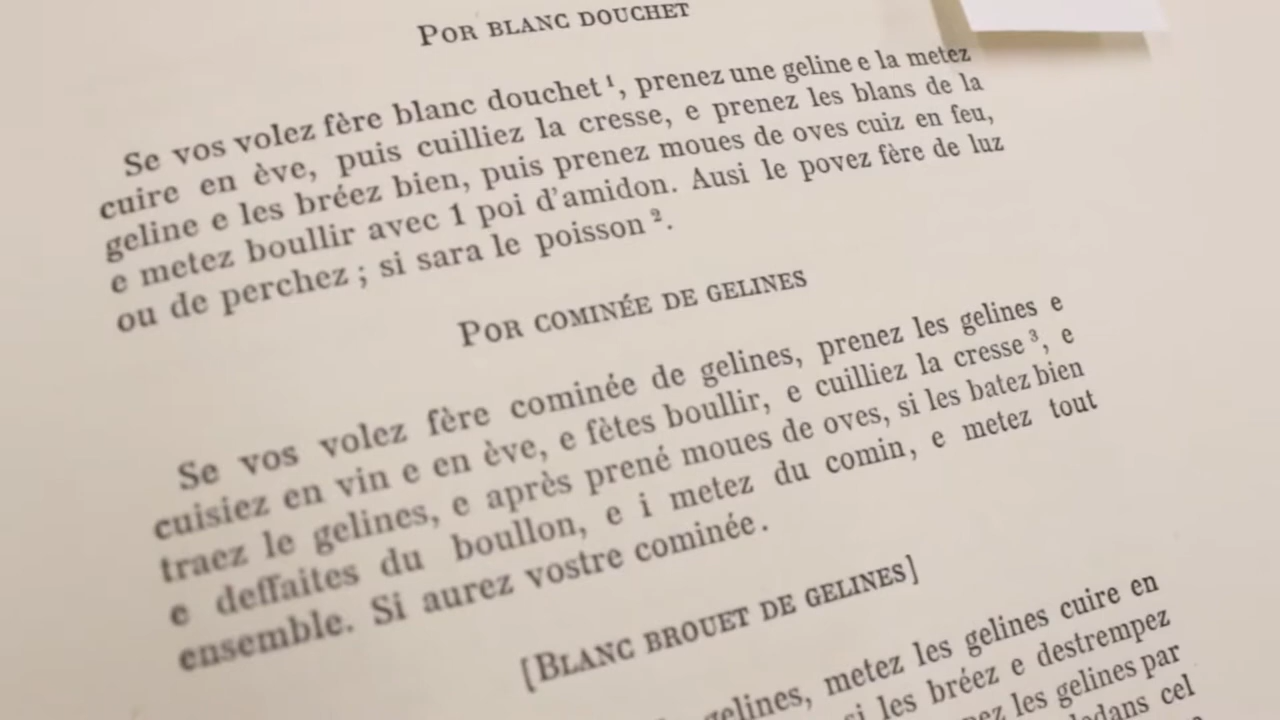 POR BLANC DOUCHET
Se vos volez fère blanc douchet ¹, prenez une geline e la metez
cuire en ève, puis cuilliez la cresse, e prenez les blans de la
geline e les bréez bien, puis prenez moues de oves cuiz en feu,
e metez boullir avec 1 poi d'amidon. Ausi le povez fère de luz
ou de perchez ; si sara le poisson ².
POR COMINÉE DE GELINES
Se vos volez fère cominée de gelines, prenez les gelines e
cuisiez en vin e en ève, e fètes boullir, e cuilliez la cresse ³, e
traez le gelines, e après prené moues de oves, si les batez bien
e deffaites du boullon, e i metez du comin, e metez tout
ensemble. Si aurez vostre cominée.
[BLANC BROUET DE GELINES]
gelines, metez les gelines cuire en
si les bréez e destrempez
les gelines par
dedans cel